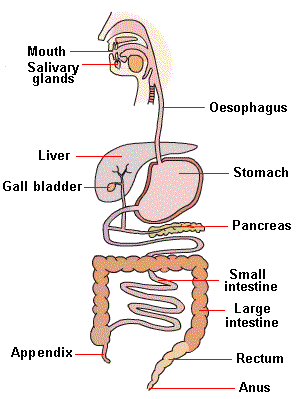 Mouth
Salivary
glands
Oesophagus
Liver
Stomach
Gall bladder
Pancreas
Small
intestine
Large
intestine
Appendix
Rectum
Anus